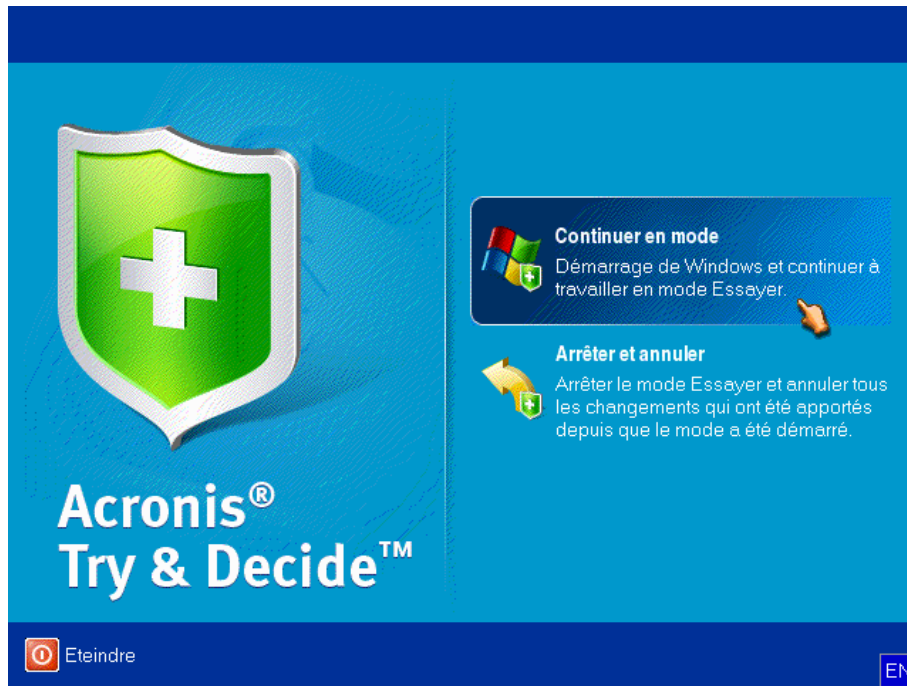 Continuer en mode
Démarrage de Windows et continuer à
travailler en mode Essayer.
Arrêter et annuler
Arrêter le mode Essayer et annuler tous
les changements qui ont été apportés
depuis que le mode a été démarré.
Acronis®
Try & Decide™
Eteindre
EN